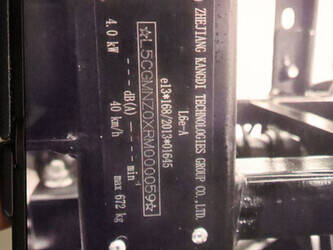 ZHEJIANG KANGDI TECHNOLOGIES GROUP CO.,LTD.
L6e-A
e13*168/2013*01645
☆L5CGMNZ0XRM000059☆
--- dB(A) --- min⁻¹
4.0 kW 40 km/h max 672 kg